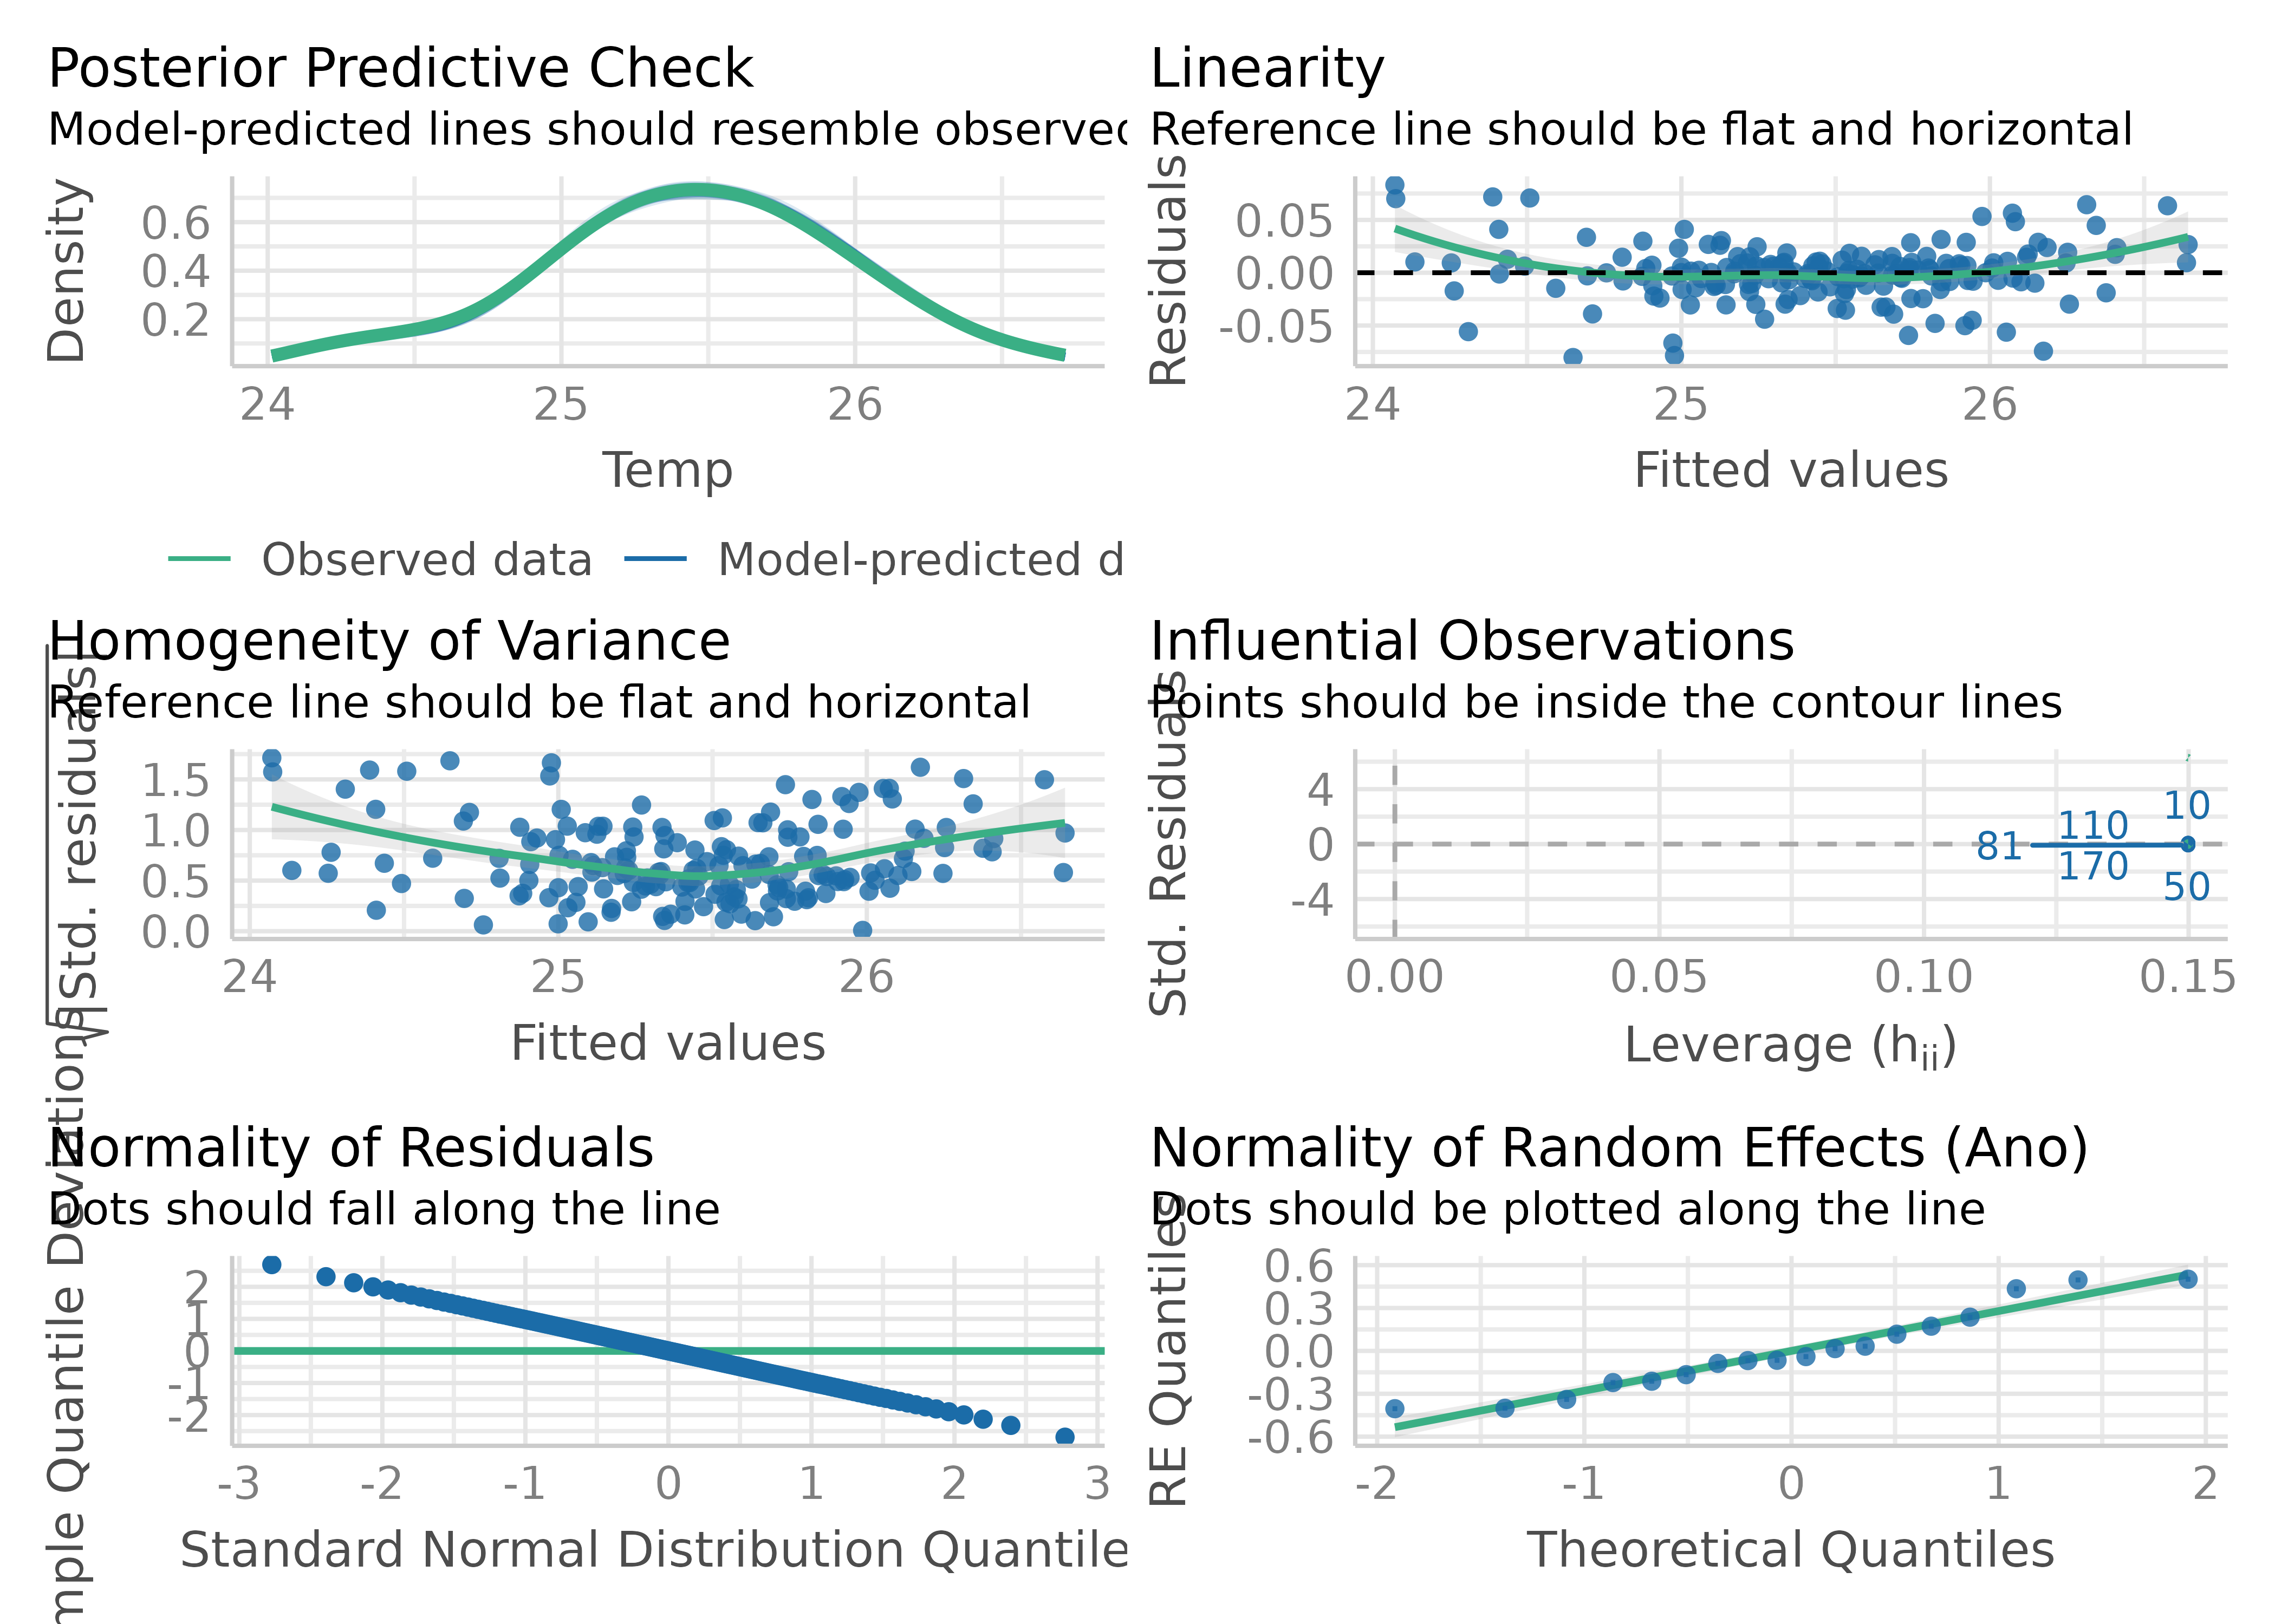 Posterior Predictive Check
Model-predicted lines should resemble observed
Density
0.6
0.4
0.2
24 25 26
Temp
Observed data Model-predicted d
Linearity
Reference line should be flat and horizontal
Residuals
0.05
0.00
-0.05
24 25 26
Fitted values
Homogeneity of Variance
Reference line should be flat and horizontal
√|Std. residuals|
1.5
1.0
0.5
0.0
24 25 26
Fitted values
Influential Observations
Points should be inside the contour lines
Std. Residuals
4
0
-4
10
110
81
170
50
0.00 0.05 0.10 0.15
Leverage (hii)
Normality of Residuals
Dots should fall along the line
mple Quantile Deviations
2
1
0
-1
-2
-3 -2 -1 0 1 2 3
Standard Normal Distribution Quantile
Normality of Random Effects (Ano)
Dots should be plotted along the line
RE Quantiles
0.6
0.3
0.0
-0.3
-0.6
-2 -1 0 1 2
Theoretical Quantiles